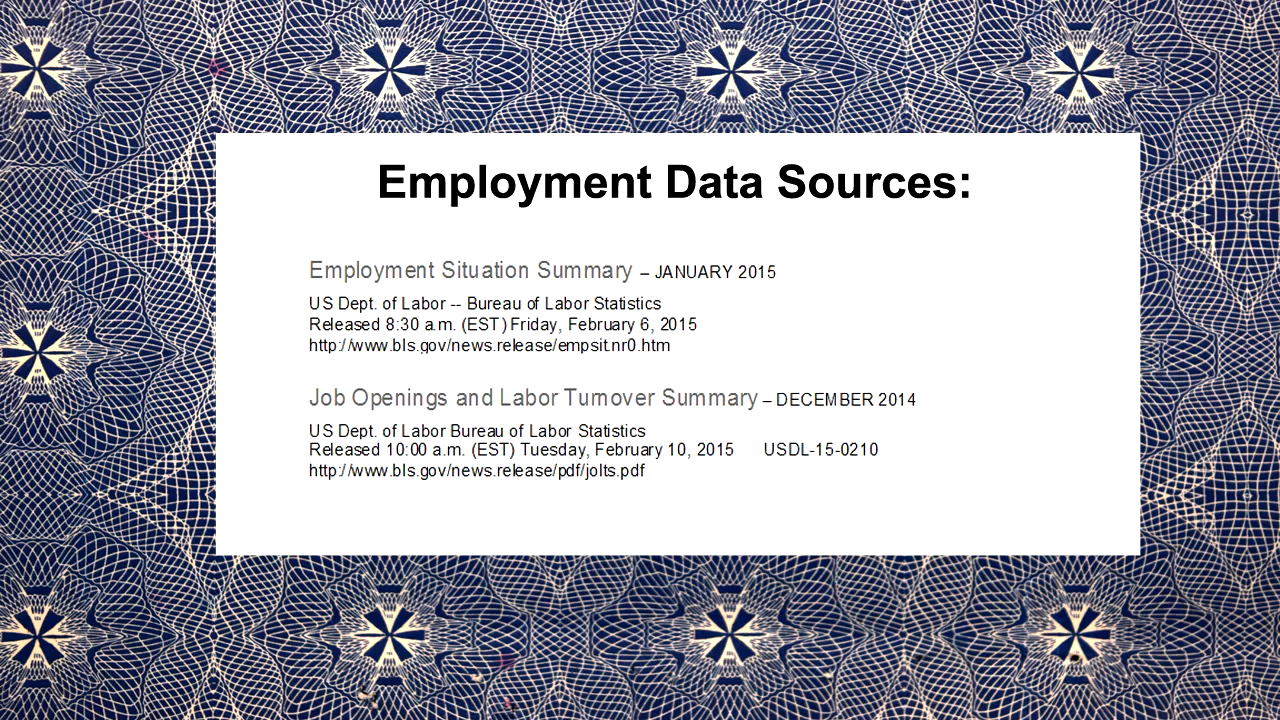 Employment Data Sources:
Employment Situation Summary – JANUARY 2015
US Dept. of Labor -- Bureau of Labor Statistics
Released 8:30 a.m. (EST) Friday, February 6, 2015
http://www.bls.gov/news.release/empsit.nr0.htm
Job Openings and Labor Turnover Summary – DECEMBER 2014
US Dept. of Labor Bureau of Labor Statistics
Released 10:00 a.m. (EST) Tuesday, February 10, 2015 USDL-15-0210
http://www.bls.gov/news.release/pdf/jolts.pdf